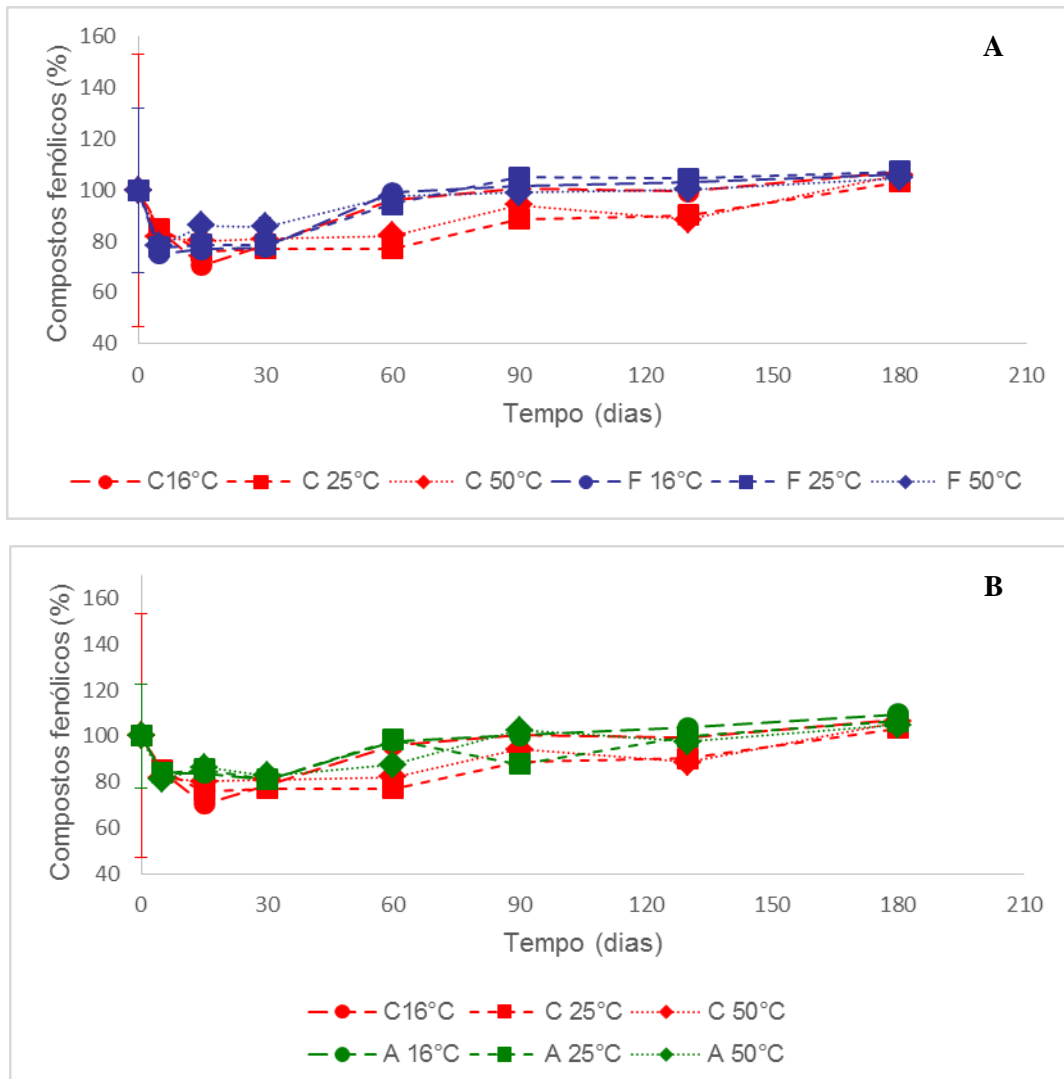 A
Compostos fenólicos (%)
160
140
120
100
80
60
40
0 30 60 90 120 150 180 210
Tempo (dias)
C16°C C 25°C C 50°C F 16°C F 25°C F 50°C
B
Compostos fenólicos (%)
160
140
120
100
80
60
40
0 30 60 90 120 150 180 210
Tempo (dias)
C16°C C 25°C C 50°C
A 16°C A 25°C A 50°C